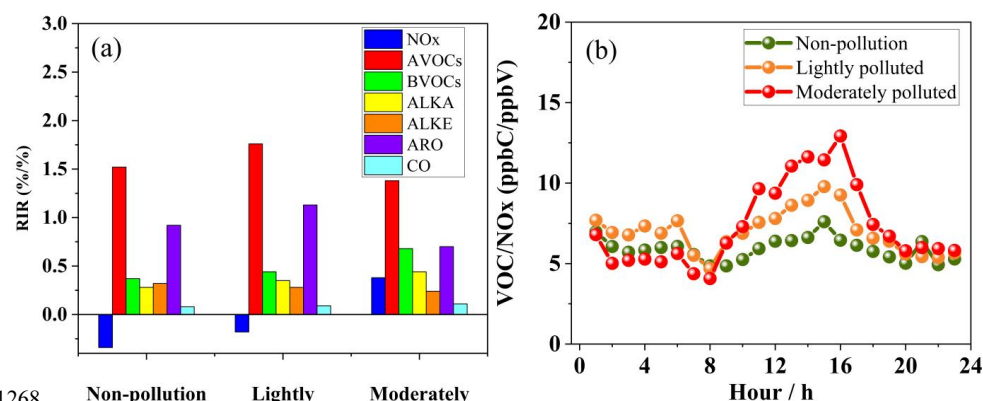 (a)
3.0
2.5
2.0
1.5
1.0
0.5
0.0
RIR (%/%)
NOx
AVOCs
BVOCs
ALKA
ALKE
ARO
CO
Non-pollution Lightly Moderately
(b)
20
15
10
5
0
VOC/NOx (ppbC/ppbV)
Non-pollution
Lightly polluted
Moderately polluted
0 4 8 12 16 20 24
Hour / h